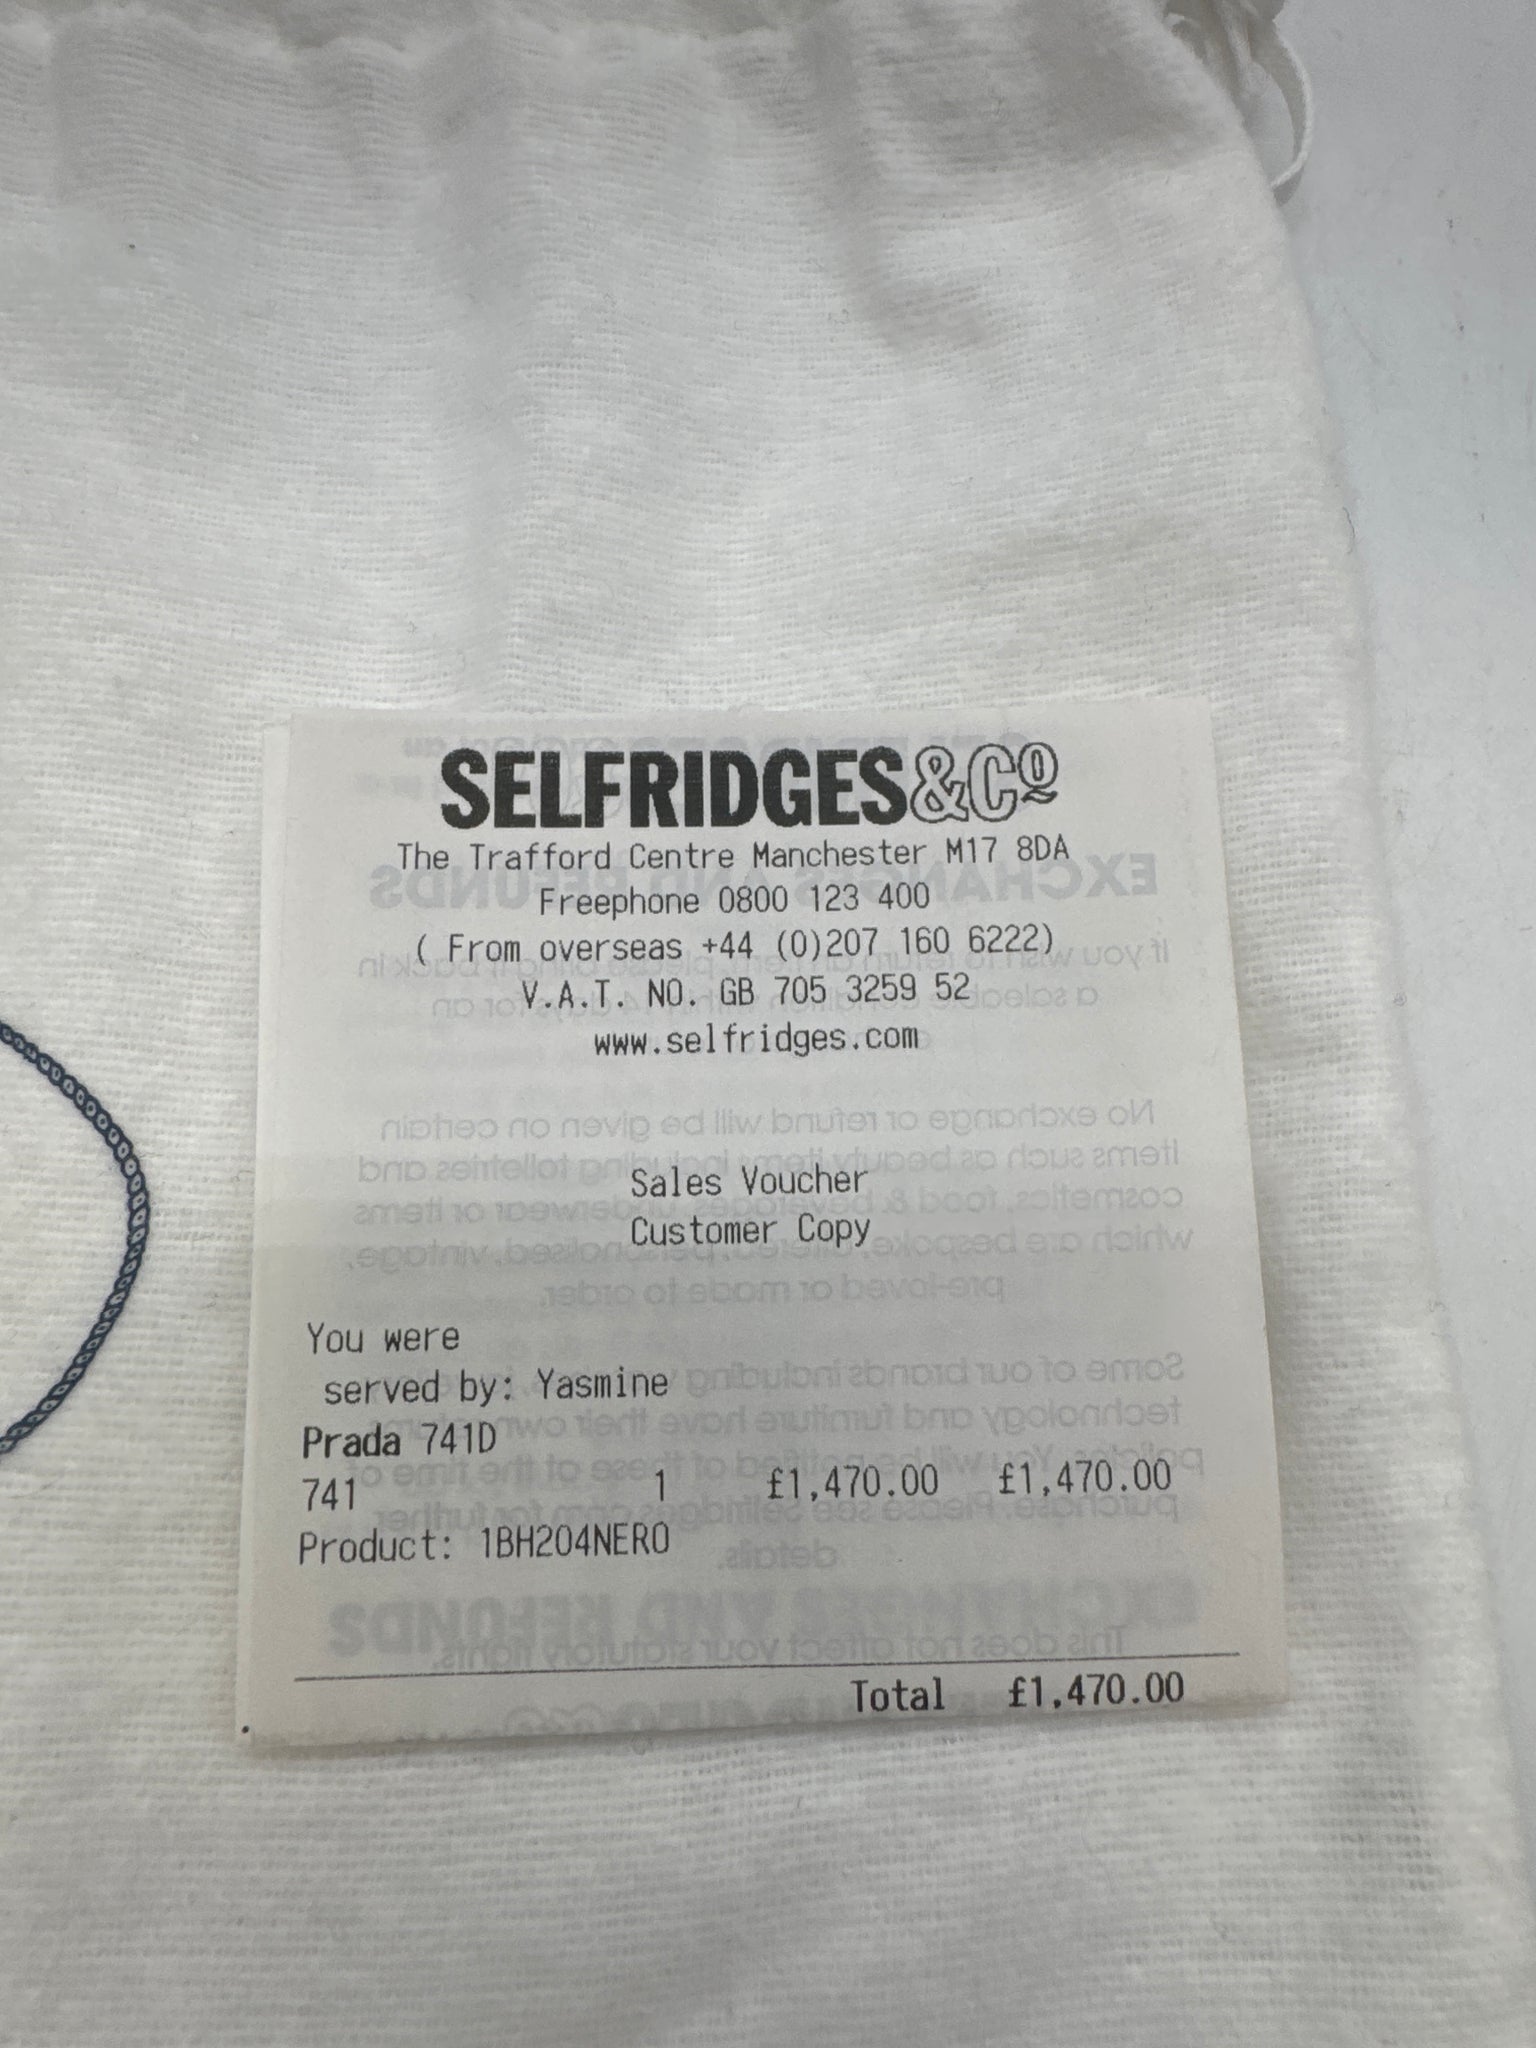 SELFRIDGES&Cº
The Trafford Centre Manchester M17 8DA
Freephone 0800 123 400
( From overseas +44 (0)207 160 6222)
V.A.T. NO. GB 705 3259 52
www.selfridges.com
Sales Voucher
Customer Copy
You were
served by: Yasmine
Prada 741D
741 1 £1,470.00 £1,470.00
Product: 1BH204NERO
Total £1,470.00